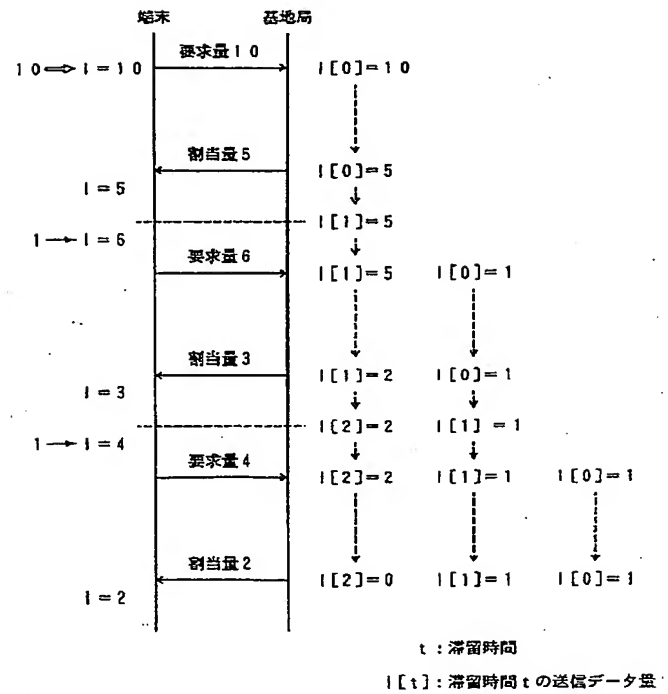 端末 基地局
要求量10
10⇒l=10 l[0]=10
割当量5
l[0]=5
l=5
l[1]=5
1→l=6
要求量6
l[1]=5 l[0]=1
割当量3
l[1]=2 l[0]=1
l=3
l[2]=2 l[1]=1
1→l=4
要求量4
l[2]=2 l[1]=1 l[0]=1
割当量2
l[2]=0 l[1]=1 l[0]=1
l=2
t:滞留時間
l[t]:滞留時間tの送信データ量